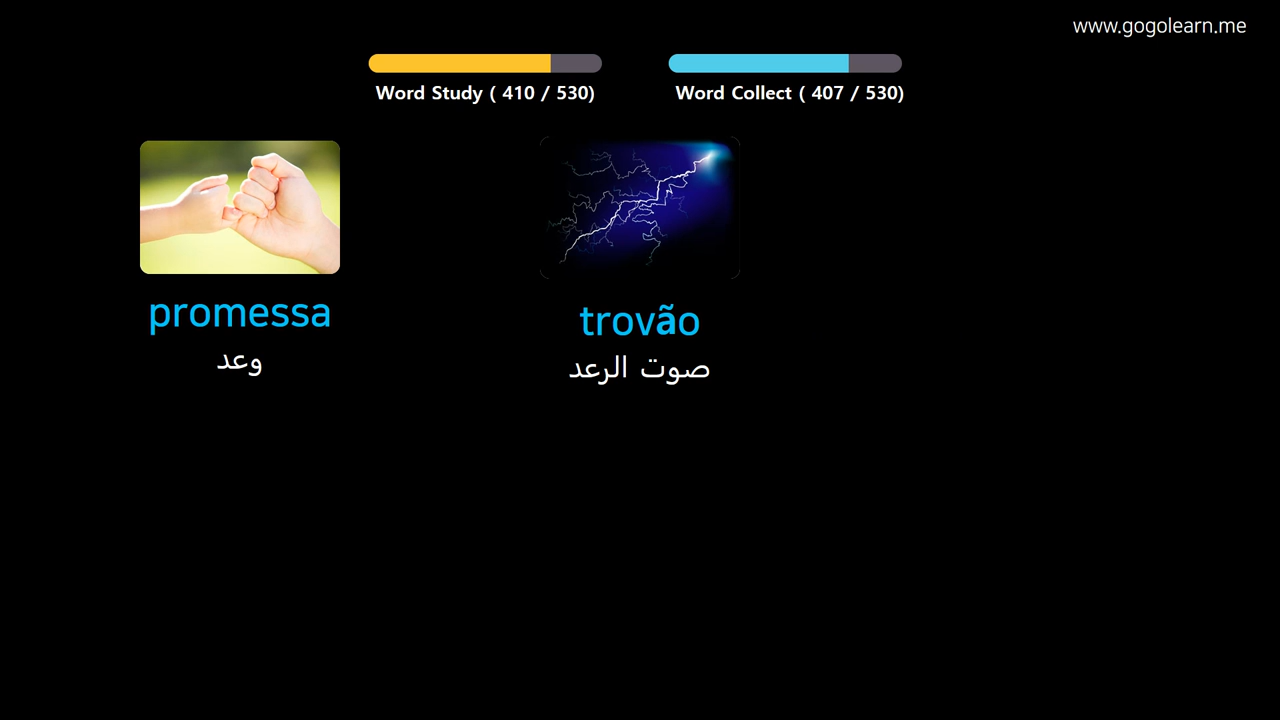 www.gogolearn.me
Word Study ( 410 / 530)
Word Collect ( 407 / 530)
promessa
وعد
trovão
صوت الرعد